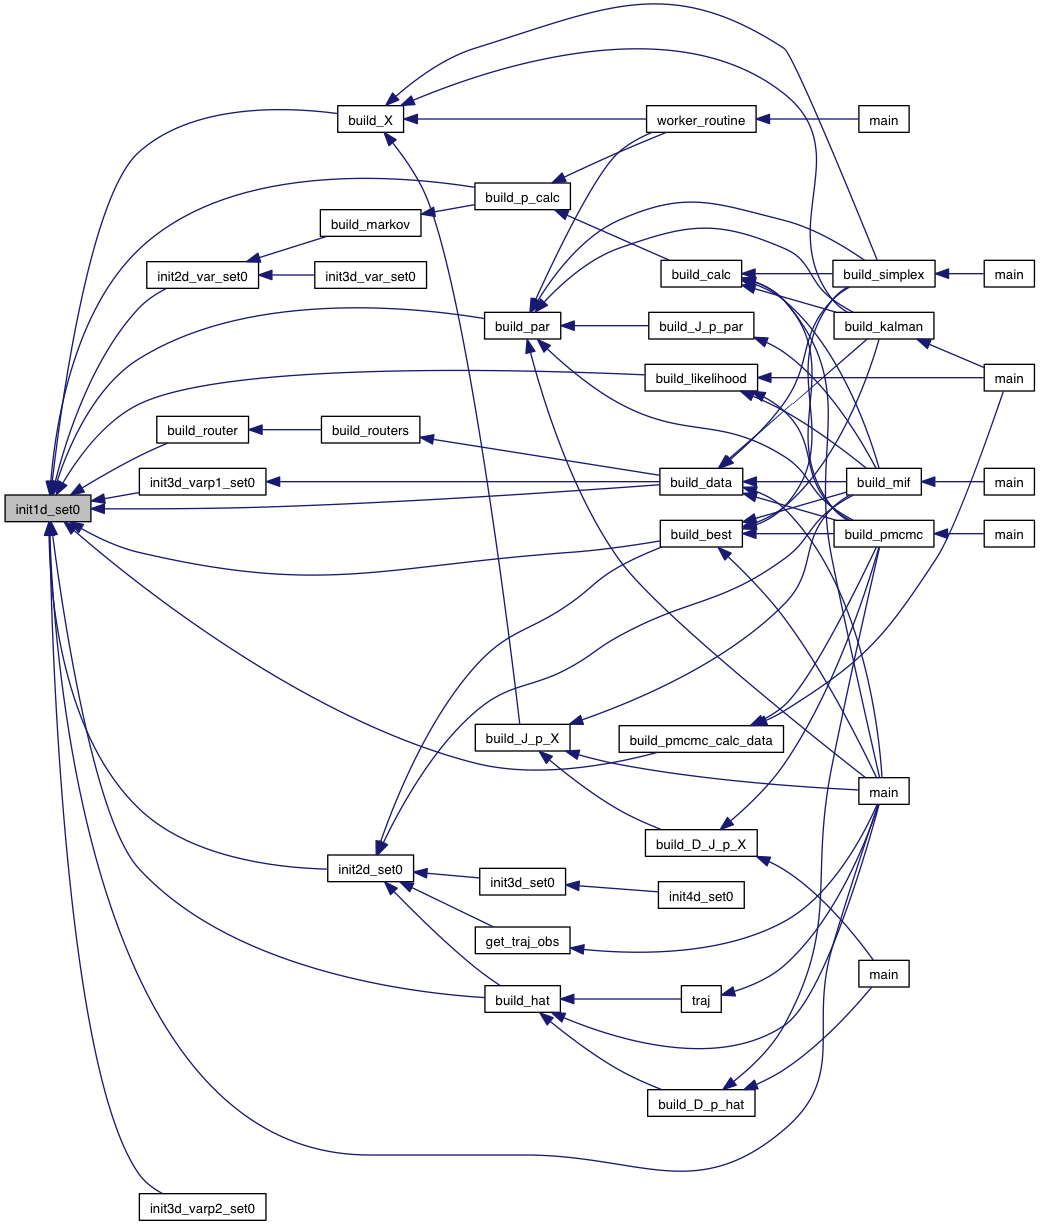 build_X
worker_routine
main
build_p_calc
build_markov
init2d_var_set0
init3d_var_set0
build_calc
build_simplex
main
build_par
build_J_p_par
build_kalman
build_likelihood
main
build_router
build_routers
init3d_varp1_set0
build_data
build_mif
main
init1d_set0
build_best
build_pmcmc
main
build_J_p_X
build_pmcmc_calc_data
main
build_D_J_p_X
init2d_set0
init3d_set0
init4d_set0
get_traj_obs
main
build_hat
traj
build_D_p_hat
init3d_varp2_set0